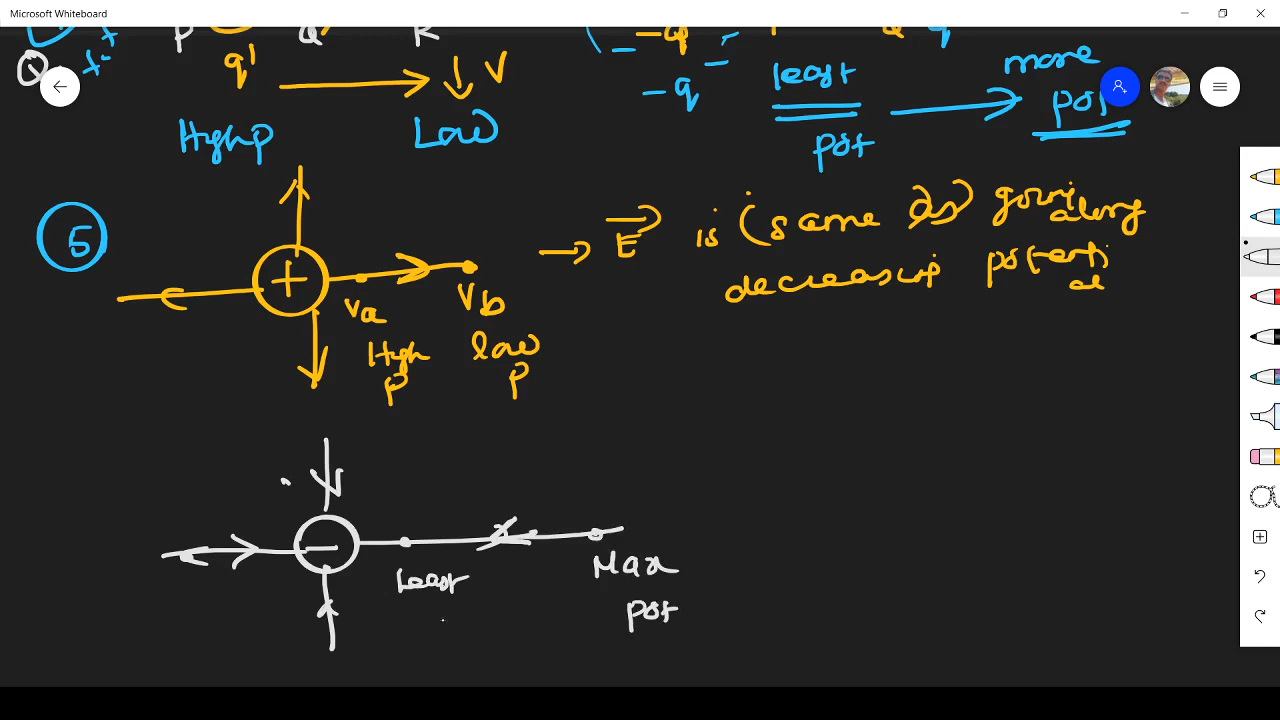 Microsoft Whiteboard
P Q R
Q
q' V
High P Low
-q
-q
least more
pot pot
5
E is (same as) going along
decreasing potential
Va Vb
High low
P P
Least Max
pot